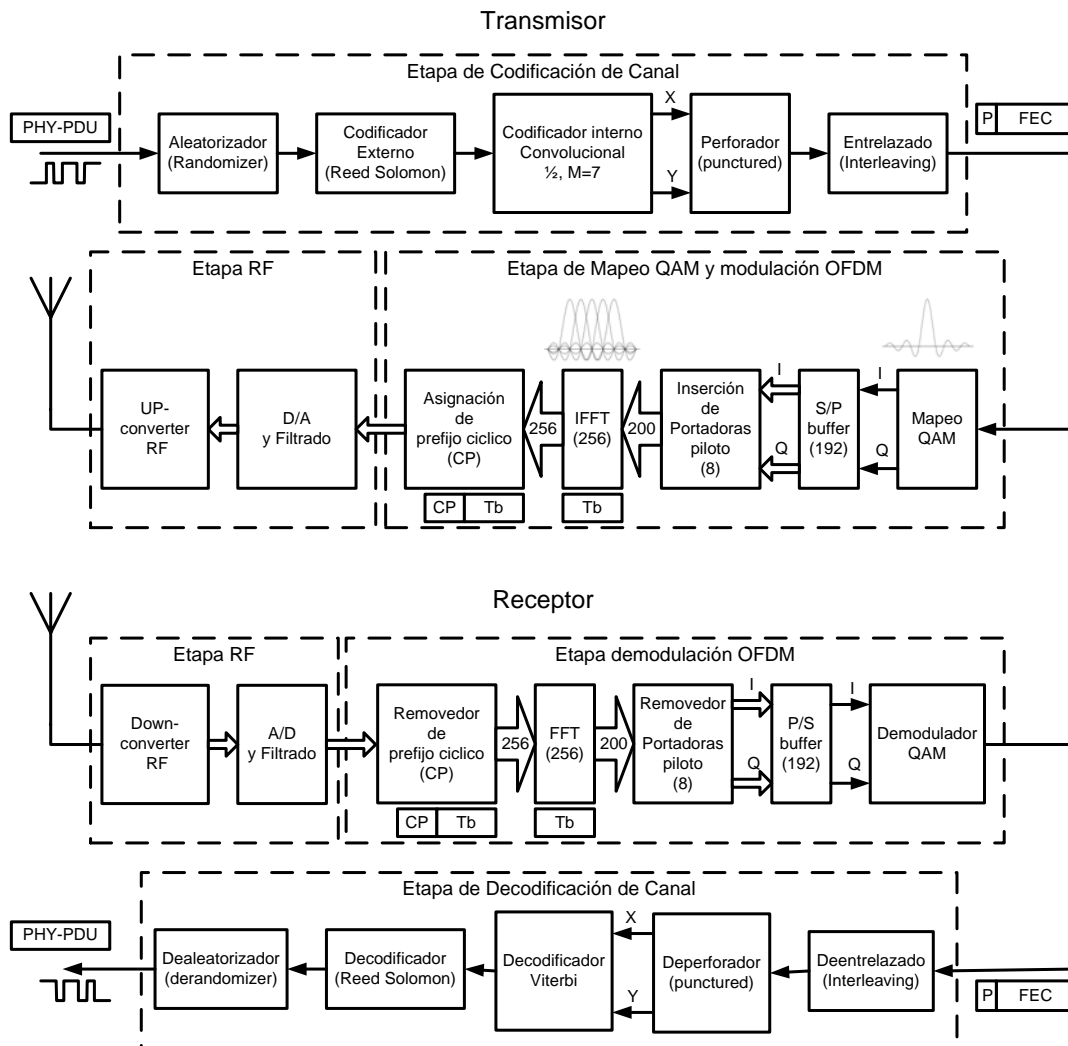 Transmisor
Etapa de Codificación de Canal
PHY-PDU
Aleatorizador
(Randomizer)
Codificador
Externo
(Reed Solomon)
Codificador interno
Convolucional
½, M=7
X
Y
Perforador
(punctured)
Entrelazado
(Interleaving)
P
FEC
Etapa RF
Etapa de Mapeo QAM y modulación OFDM
UP-
converter
RF
D/A
y Filtrado
Asignación
de
prefijo ciclico
(CP)
256
IFFT
(256)
200
Inserción
de
Portadoras
piloto
(8)
I
Q
S/P
buffer
(192)
I
Q
Mapeo
QAM
CP
Tb
Tb
Receptor
Etapa RF
Etapa demodulación OFDM
Down-
converter
RF
A/D
y Filtrado
Removedor
de
prefijo ciclico
(CP)
256
FFT
(256)
200
Removedor
de
Portadoras
piloto
(8)
I
Q
P/S
buffer
(192)
I
Q
Demodulador
QAM
CP
Tb
Tb
Etapa de Decodificación de Canal
PHY-PDU
Dealeatorizador
(derandomizer)
Decodificador
(Reed Solomon)
Decodificador
Viterbi
X
Y
Deperforador
(punctured)
Deentrelazado
(Interleaving)
P
FEC